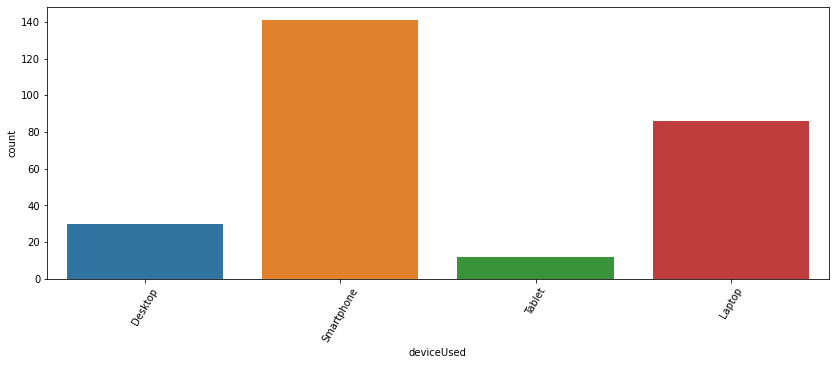 140
120
100
80
60
40
20
0
count
Desktop
Smartphone
Tablet
Laptop
deviceUsed